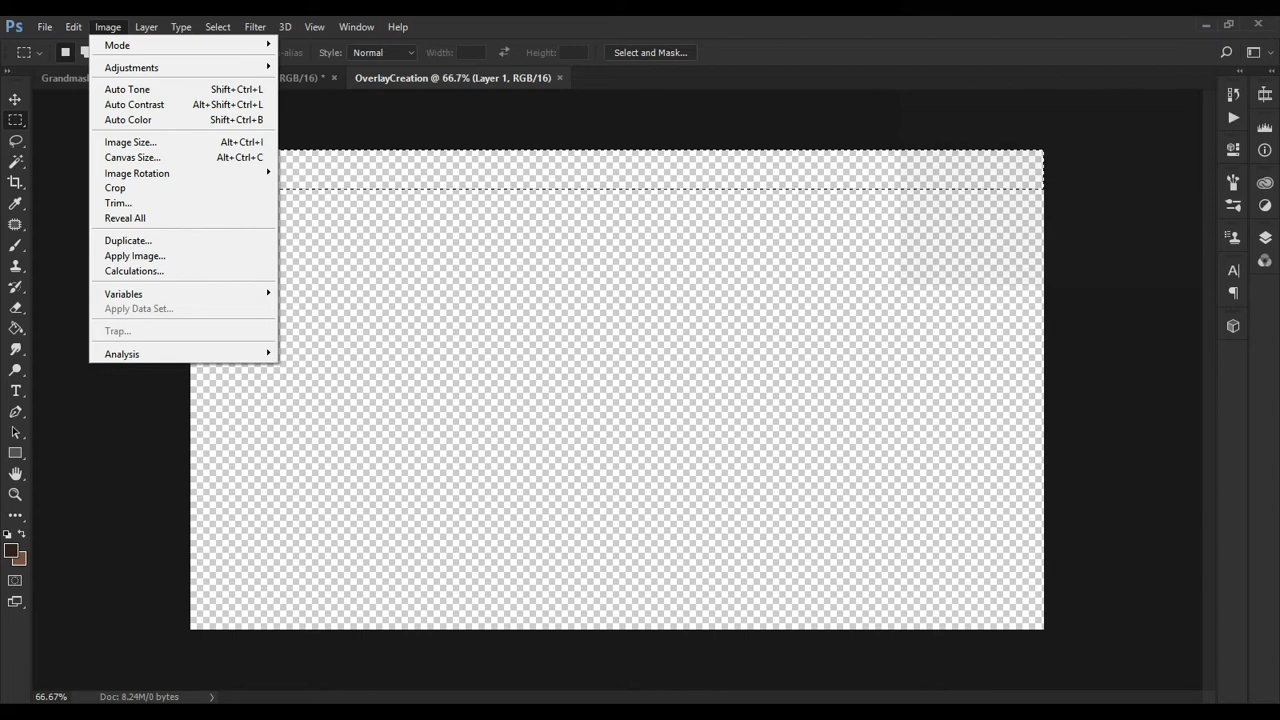 Ps File Edit Image Layer Type Select Filter 3D View Window Help
-alias Style: Normal Width: Height: Select and Mask...
Grandmas RGB/16) * × OverlayCreation @ 66.7% (Layer 1, RGB/16) ×
Mode
Adjustments
Auto Tone Shift+Ctrl+L
Auto Contrast Alt+Shift+Ctrl+L
Auto Color Shift+Ctrl+B
Image Size... Alt+Ctrl+I
Canvas Size... Alt+Ctrl+C
Image Rotation
Crop
Trim...
Reveal All
Duplicate...
Apply Image...
Calculations...
Variables
Apply Data Set...
Trap...
Analysis
66.67% Doc: 8.24M/0 bytes